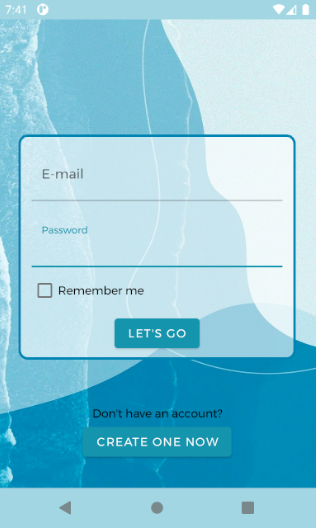 7:41
E-mail
Password
Remember me
LET'S GO
Don't have an account?
CREATE ONE NOW